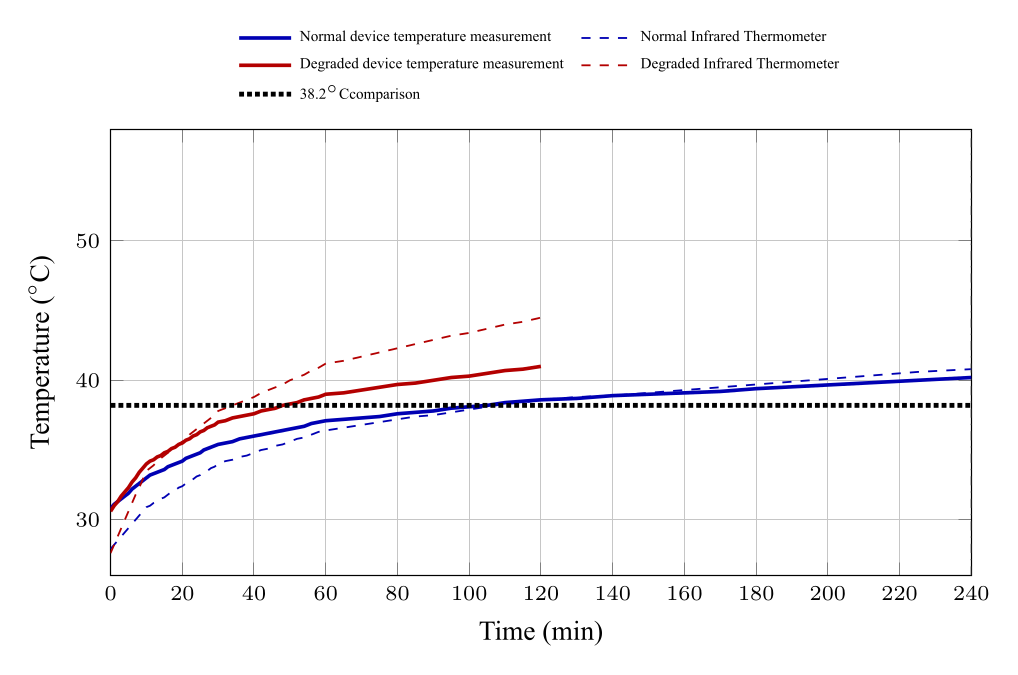 Normal device temperature measurement
Normal Infrared Thermometer
Degraded device temperature measurement
Degraded Infrared Thermometer
38.2° Ccomparison
50
40
30
Temperature (°C)
0 20 40 60 80 100 120 140 160 180 200 220 240
Time (min)